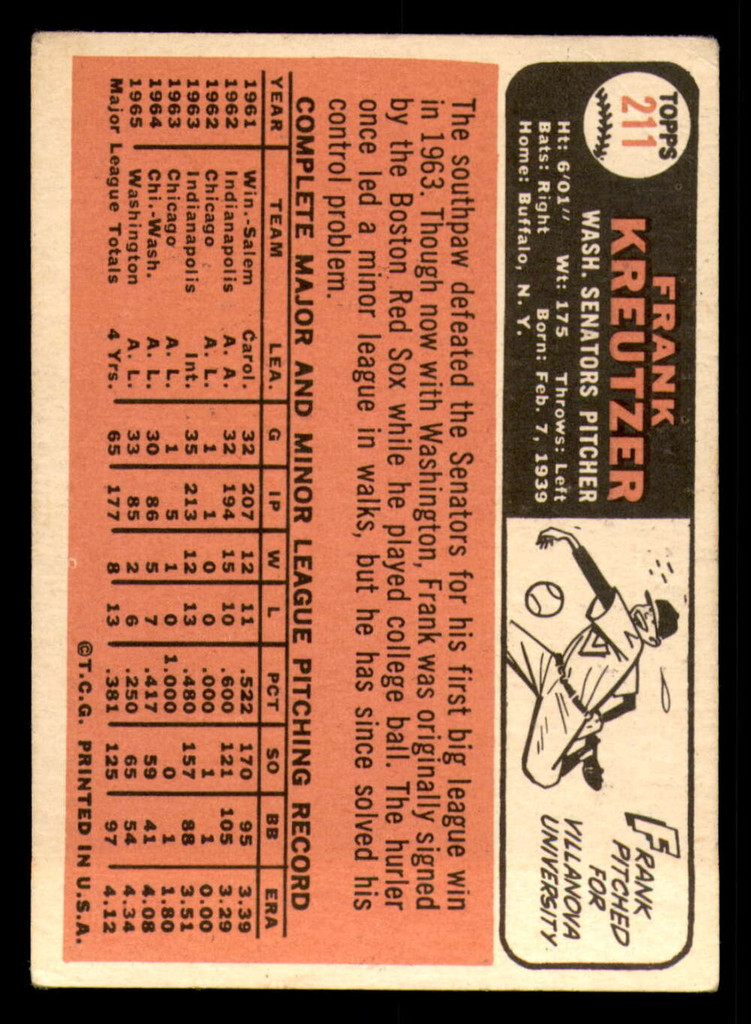 TOPPS
211
FRANK
KREUTZER
WASH. SENATORS PITCHER
Ht: 6'01" Wt: 175 Throws: Left
Bats: Right Born: Feb. 7, 1939
Home: Buffalo, N. Y.
FRANK
PITCHED
FOR
VILLANOVA
UNIVERSITY.
The southpaw defeated the Senators for his first big league win
in 1963. Though now with Washington, Frank was originally signed
by the Boston Red Sox while he played college ball. The hurler
once led a minor league in walks, but he has since solved his
control problem.
COMPLETE MAJOR AND MINOR LEAGUE PITCHING RECORD
YEAR TEAM LEA. G IP W L PCT SO BB ERA
1961 Win.-Salem Carol. 32 207 12 11 .522 170 95 3.39
1962 Indianapolis A. A. 32 194 15 10 .600 121 105 3.29
1962 Chicago A. L. 1 1 0 0 .000 1 1 0.00
1963 Indianapolis Int. 35 213 12 13 .480 157 88 3.51
1963 Chicago A. L. 1 5 1 0 1.000 0 1 1.80
1964 Chi.-Wash. A. L. 30 86 5 7 .417 59 41 4.08
1965 Washington A. L. 33 85 2 6 .250 65 54 4.34
Major League Totals 4 Yrs. 65 177 8 13 .381 125 97 4.12
©T.C.G. PRINTED IN U.S.A.